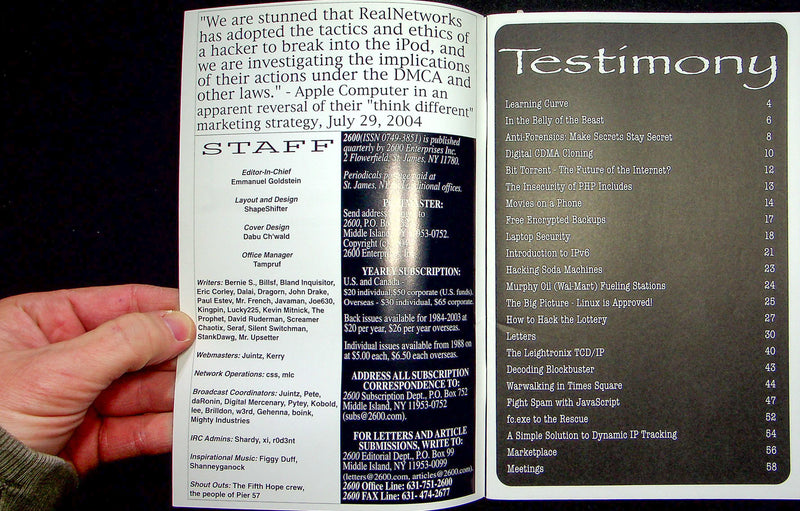 "We are stunned that RealNetworks
has adopted the tactics and ethics of
a hacker to break into the iPod, and
we are investigating the implications
of their actions under the DMCA and
other laws." - Apple Computer in an
apparent reversal of their "think different"
marketing strategy, July 29, 2004
STAFF
Editor-In-Chief
Emmanuel Goldstein
Layout and Design
ShapeShifter
Cover Design
Dabu Ch'wald
Office Manager
Tampruf
Writers: Bernie S., Billsf, Bland Inquisitor,
Eric Corley, Dalai, Dragorn, John Drake,
Paul Estev, Mr. French, Javaman, Joe630,
Kingpin, Lucky225, Kevin Mitnick, The
Prophet, David Ruderman, Screamer
Chaotix, Seraf, Silent Switchman,
StankDawg, Mr. Upsetter
Webmasters: Juintz, Kerry
Network Operations: css, mlc
Broadcast Coordinators: Juintz, Pete,
daRonin, Digital Mercenary, Pytey, Kobold,
lee, Brilldon, w3rd, Gehenna, boink,
Mighty Industries
IRC Admins: Shardy, xi, r0d3nt
Inspirational Music: Figgy Duff,
Shanneyganock
Shout Outs: The Fifth Hope crew,
the people of Pier 57
2600(ISSN 0749-3851) is published
quarterly by 2600 Enterprises Inc.
2 Flowerfield, St. James, NY 11780.
Periodicals postage paid at
St. James, NY additional offices.
POSTMASTER:
Send address to
2600, P.O. Box
Middle Island, NY 11953-0752.
Copyright (c)
2600 Enterprises
YEARLY SUBSCRIPTION:
U.S. and Canada -
$20 individual, $50 corporate (U.S. funds).
Overseas - $30 individual, $65 corporate.
Back issues available for 1984-2003 at
$20 per year, $26 per year overseas.
Individual issues available from 1988 on
at $5.00 each, $6.50 each overseas.
ADDRESS ALL SUBSCRIPTION
CORRESPONDENCE TO:
2600 Subscription Dept., P.O. Box 752
Middle Island, NY 11953-0752
(subs@2600.com).
FOR LETTERS AND ARTICLE
SUBMISSIONS, WRITE TO:
2600 Editorial Dept., P.O. Box 99
Middle Island, NY 11953-0099
(letters@2600.com, articles@2600.com).
2600 Office Line: 631-751-2600
2600 FAX Line: 631- 474-2677
Testimony
Learning Curve 4
In the Belly of the Beast 6
Anti-Forensics: Make Secrets Stay Secret 8
Digital CDMA Cloning 10
Bit Torrent - The Future of the Internet? 12
The Insecurity of PHP Includes 13
Movies on a Phone 14
Free Encrypted Backups 17
Laptop Security 18
Introduction to IPv6 21
Hacking Soda Machines 23
Murphy Oil (Wal-Mart) Fueling Stations 24
The Big Picture - Linux is Approved! 25
How to Hack the Lottery 27
Letters 30
The Leightronix TCD/IP 40
Decoding Blockbuster 43
Warwalking in Times Square 44
Fight Spam with JavaScript 47
fc.exe to the Rescue 52
A Simple Solution to Dynamic IP Tracking 54
Marketplace 56
Meetings 58